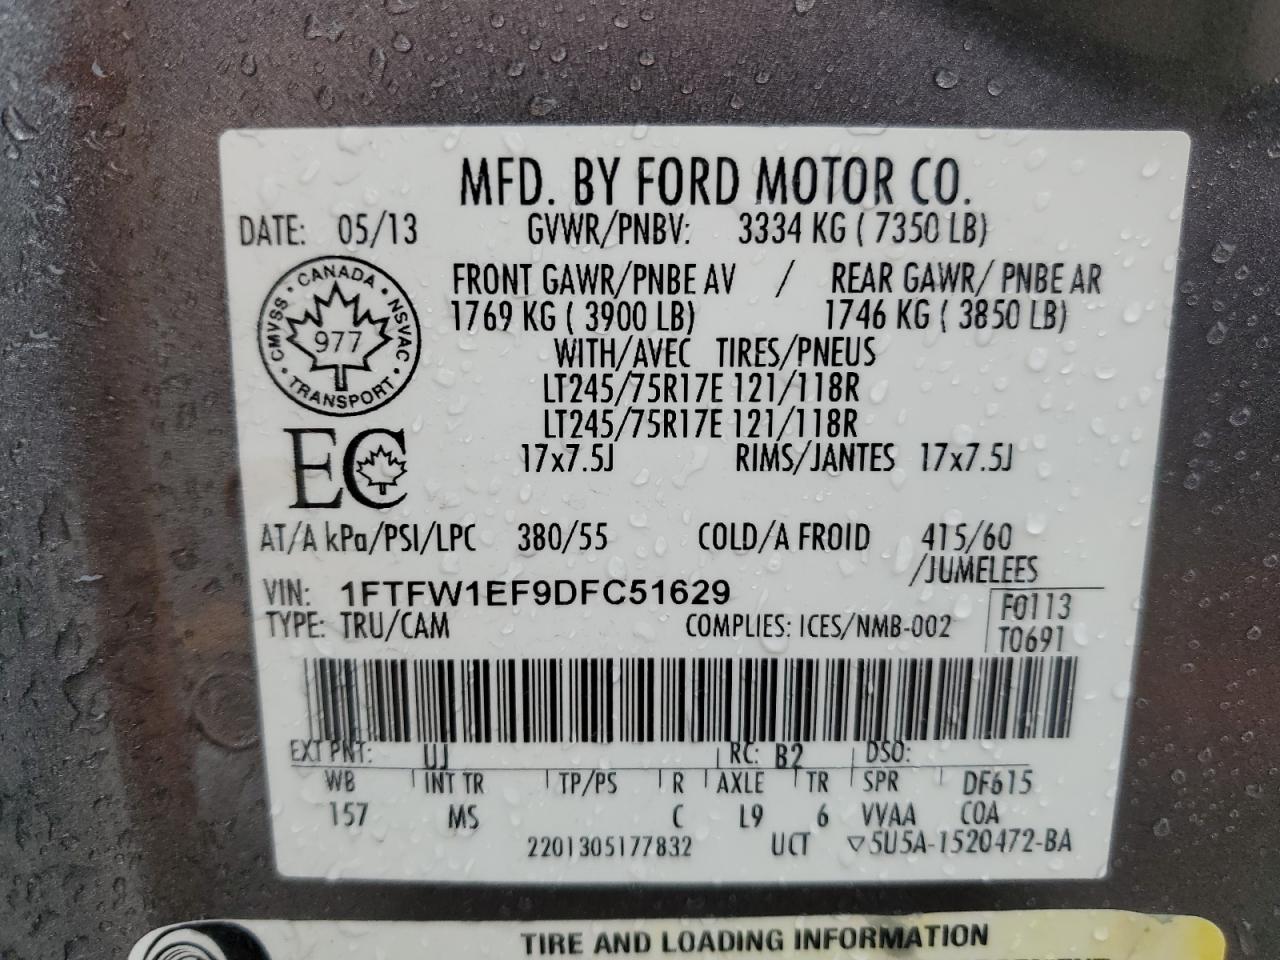 MFD. BY FORD MOTOR CO.
DATE: 05/13 GVWR/PNBV: 3334 KG ( 7350 LB)
FRONT GAWR/PNBE AV / REAR GAWR/ PNBE AR
1769 KG ( 3900 LB) 1746 KG ( 3850 LB)
CANADA • NSVAC • TRANSPORT • CMVSS •
977
WITH/AVEC TIRES/PNEUS
LT245/75R17E 121/118R
LT245/75R17E 121/118R
17x7.5J RIMS/JANTES 17x7.5J
EC
AT/A kPa/PSI/LPC 380/55 COLD/A FROID 415/60
/JUMELEES
VIN: 1FTFW1EF9DFC51629
F0113
TYPE: TRU/CAM COMPLIES: ICES/NMB-002
T0691
EXT PNT: UJ RC: B2 DSO:
WB INT TR TP/PS R AXLE TR SPR DF615
157 MS C L9 6 VVAA COA
2201305177832 UCT ▽5U5A-1520472-BA
TIRE AND LOADING INFORMATION